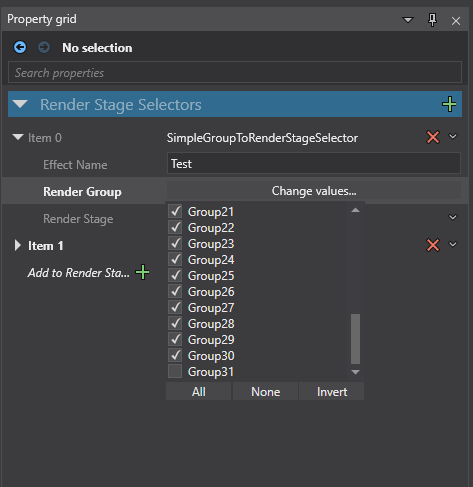 Property grid
No selection
Search properties
Render Stage Selectors
Item 0 SimpleGroupToRenderStageSelector
Effect Name Test
Render Group Change values...
Render Stage
Item 1
Add to Render Sta...
Group21
Group22
Group23
Group24
Group25
Group26
Group27
Group28
Group29
Group30
Group31
All None Invert